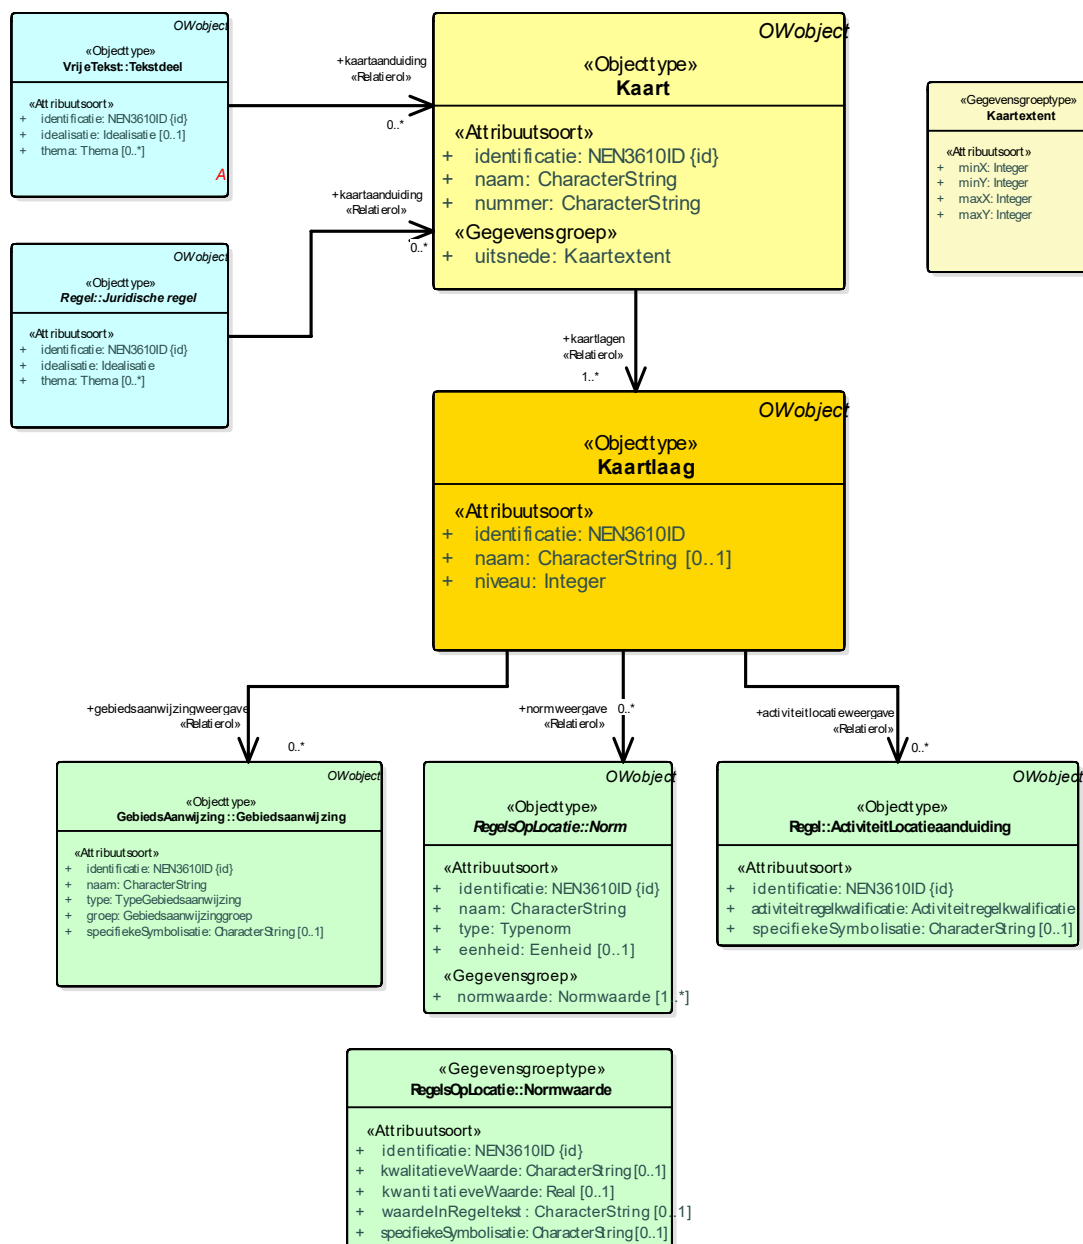 OWobject
«Objecttype»
VrijeTekst::Tekstdeel
«Attribuutsoort»
+ identificatie: NEN3610ID {id}
+ idealisatie: Idealisatie [0..1]
+ thema: Thema [0..*]
A
+kaartaanduiding
«Relatierol»
0..*
OWobject
«Objecttype»
Kaart
«Attribuutsoort»
+ identificatie: NEN3610ID {id}
+ naam: CharacterString
+ nummer: CharacterString
«Gegevensgroep»
+ uitsnede: Kaartextent
«Gegevensgroeptype»
Kaartextent
«Attribuutsoort»
+ minX: Integer
+ minY: Integer
+ maxX: Integer
+ maxY: Integer
+kaartaanduiding
«Relatierol»
0..*
OWobject
«Objecttype»
Regel::Juridische regel
«Attribuutsoort»
+ identificatie: NEN3610ID {id}
+ idealisatie: Idealisatie
+ thema: Thema [0..*]
+kaartlagen
«Relatierol»
1..*
OWobject
«Objecttype»
Kaartlaag
«Attribuutsoort»
+ identificatie: NEN3610ID
+ naam: CharacterString [0..1]
+ niveau: Integer
+gebiedsaanwijzingweergave
«Relatierol»
0..*
+normweergave 0..*
«Relatierol»
+activiteitlocatieweergave
«Relatierol»
0..*
OWobject
«Objecttype»
GebiedsAanwijzing::Gebiedsaanwijzing
«Attribuutsoort»
+ identificatie: NEN3610ID {id}
+ naam: CharacterString
+ type: TypeGebiedsaanwijzing
+ groep: Gebiedsaanwijzinggroep
+ specifiekeSymbolisatie: CharacterString [0..1]
OWobject
«Objecttype»
RegelsOpLocatie::Norm
«Attribuutsoort»
+ identificatie: NEN3610ID {id}
+ naam: CharacterString
+ type: Typenorm
+ eenheid: Eenheid [0..1]
«Gegevensgroep»
+ normwaarde: Normwaarde [1..*]
OWobject
«Objecttype»
Regel::ActiviteitLocatieaanduiding
«Attribuutsoort»
+ identificatie: NEN3610ID {id}
+ activiteitregelkwalificatie: Activiteitregelkwalificatie
+ specifiekeSymbolisatie: CharacterString [0..1]
«Gegevensgroeptype»
RegelsOpLocatie::Normwaarde
«Attribuutsoort»
+ identificatie: NEN3610ID {id}
+ kwalitatieveWaarde: CharacterString [0..1]
+ kwantitatieveWaarde: Real [0..1]
+ waardeInRegeltekst : CharacterString [0..1]
+ specifiekeSymbolisatie: CharacterString [0..1]